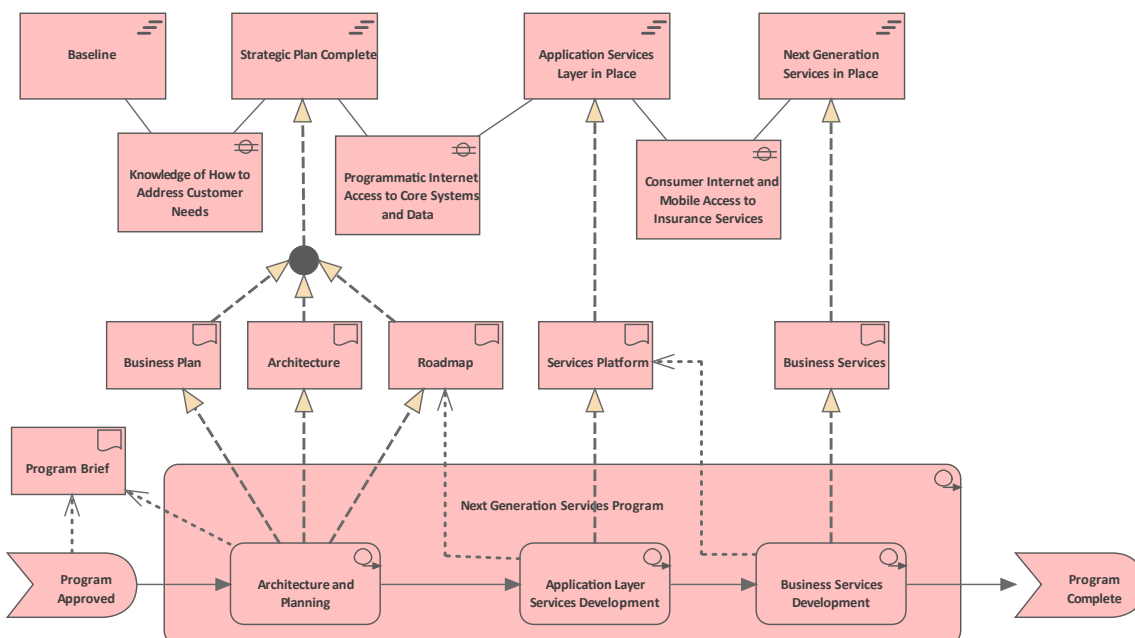 Baseline
Strategic Plan Complete
Application Services
Layer in Place
Next Generation
Services in Place
Knowledge of How to
Address Customer
Needs
Programmatic Internet
Access to Core Systems
and Data
Consumer Internet and
Mobile Access to
Insurance Services
Business Plan
Architecture
Roadmap
Services Platform
Business Services
Program Brief
Next Generation Services Program
Program
Approved
Architecture and
Planning
Application Layer
Services Development
Business Services
Development
Program
Complete